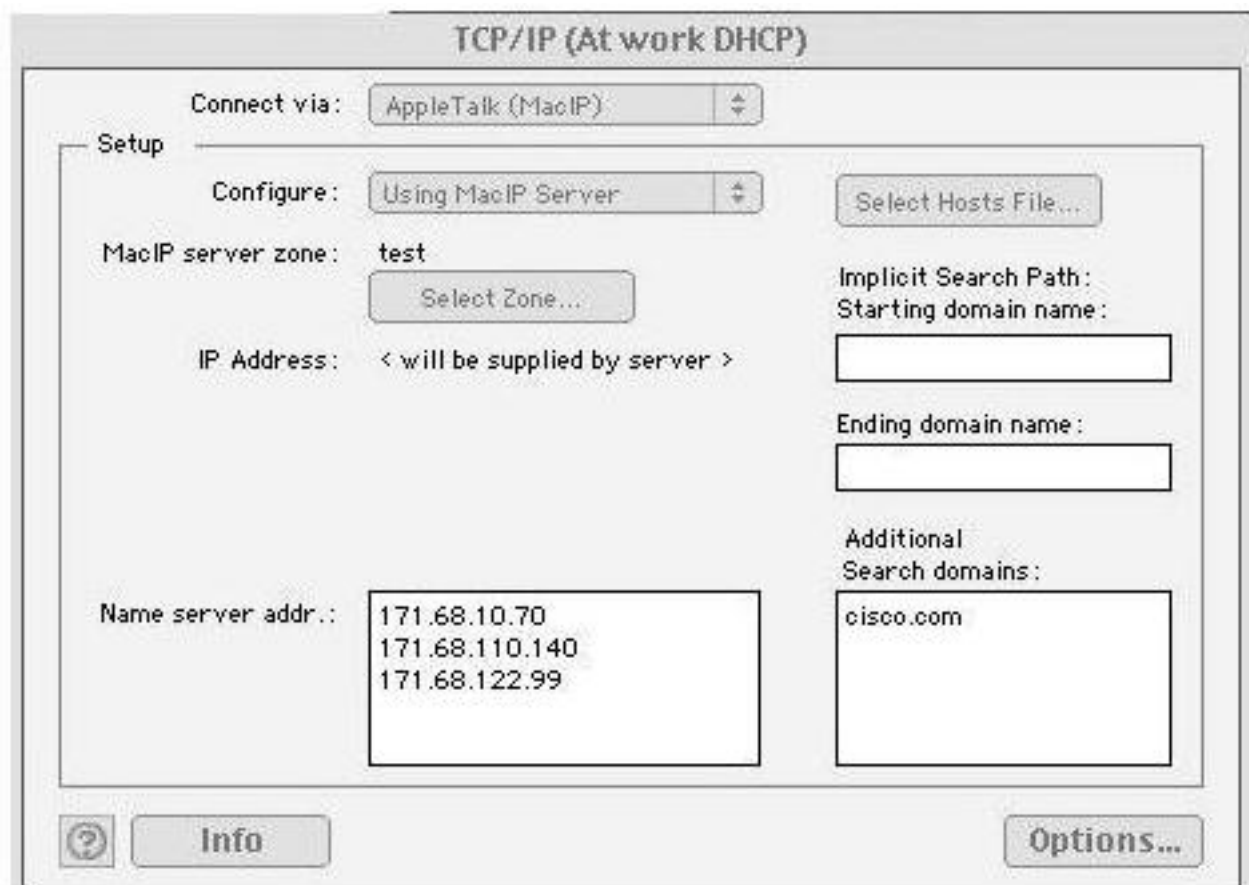 TCP/IP (At work DHCP)
Connect via: AppleTalk (MacIP)
Setup
Configure: Using MacIP Server
Select Hosts File...
MacIP server zone: test
Select Zone...
Implicit Search Path:
Starting domain name:
IP Address: < will be supplied by server >
Ending domain name:
Additional
Search domains:
Name server addr.: 171.68.10.70
171.68.110.140
171.68.122.99
cisco.com
?
Info
Options...